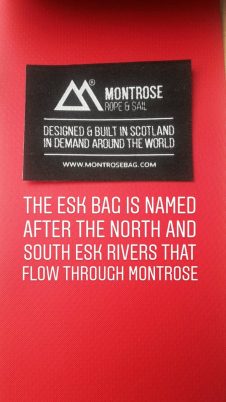 ®
MONTROSE
ROPE & SAIL
DESIGNED & BUILT IN SCOTLAND
IN DEMAND AROUND THE WORLD
WWW.MONTROSEBAG.COM
THE ESK BAG IS NAMED
AFTER THE NORTH AND
SOUTH ESK RIVERS THAT
FLOW THROUGH MONTROSE